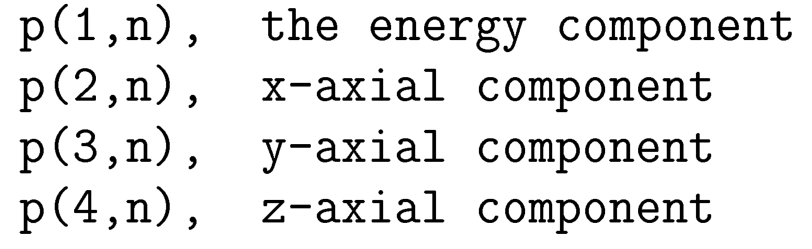 p(1,n), the energy component
p(2,n), x-axial component
p(3,n), y-axial component
p(4,n), z-axial component